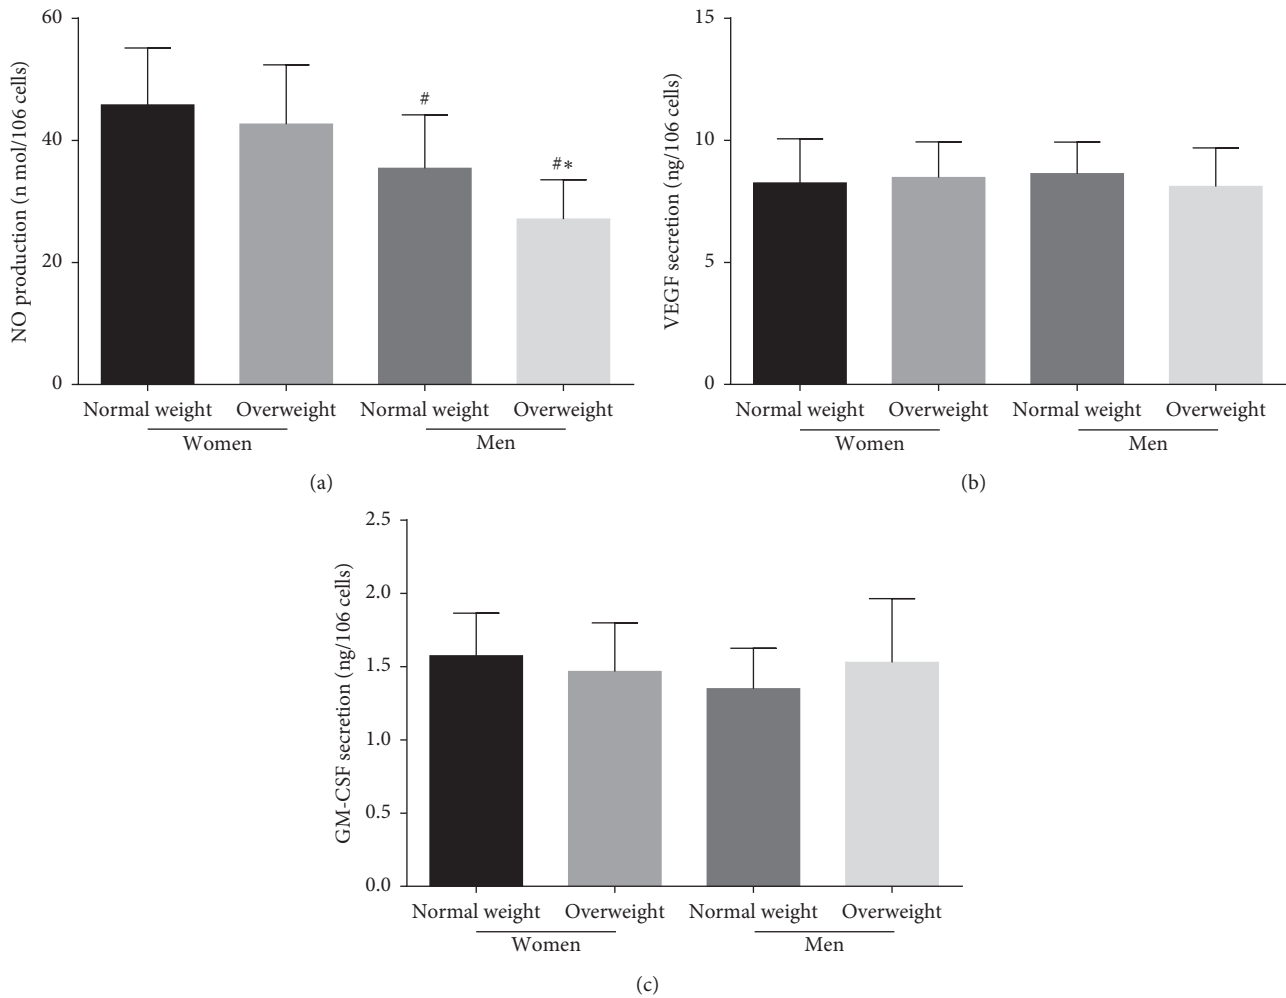 NO production (n mol/106 cells)
60
40
20
0
#
#*
Normal weight Overweight Normal weight Overweight
Women Men
(a)
VEGF secretion (ng/106 cells)
15
10
5
0
Normal weight Overweight Normal weight Overweight
Women Men
(b)
GM-CSF secretion (ng/106 cells)
2.5
2.0
1.5
1.0
0.5
0.0
Normal weight Overweight Normal weight Overweight
Women Men
(c)